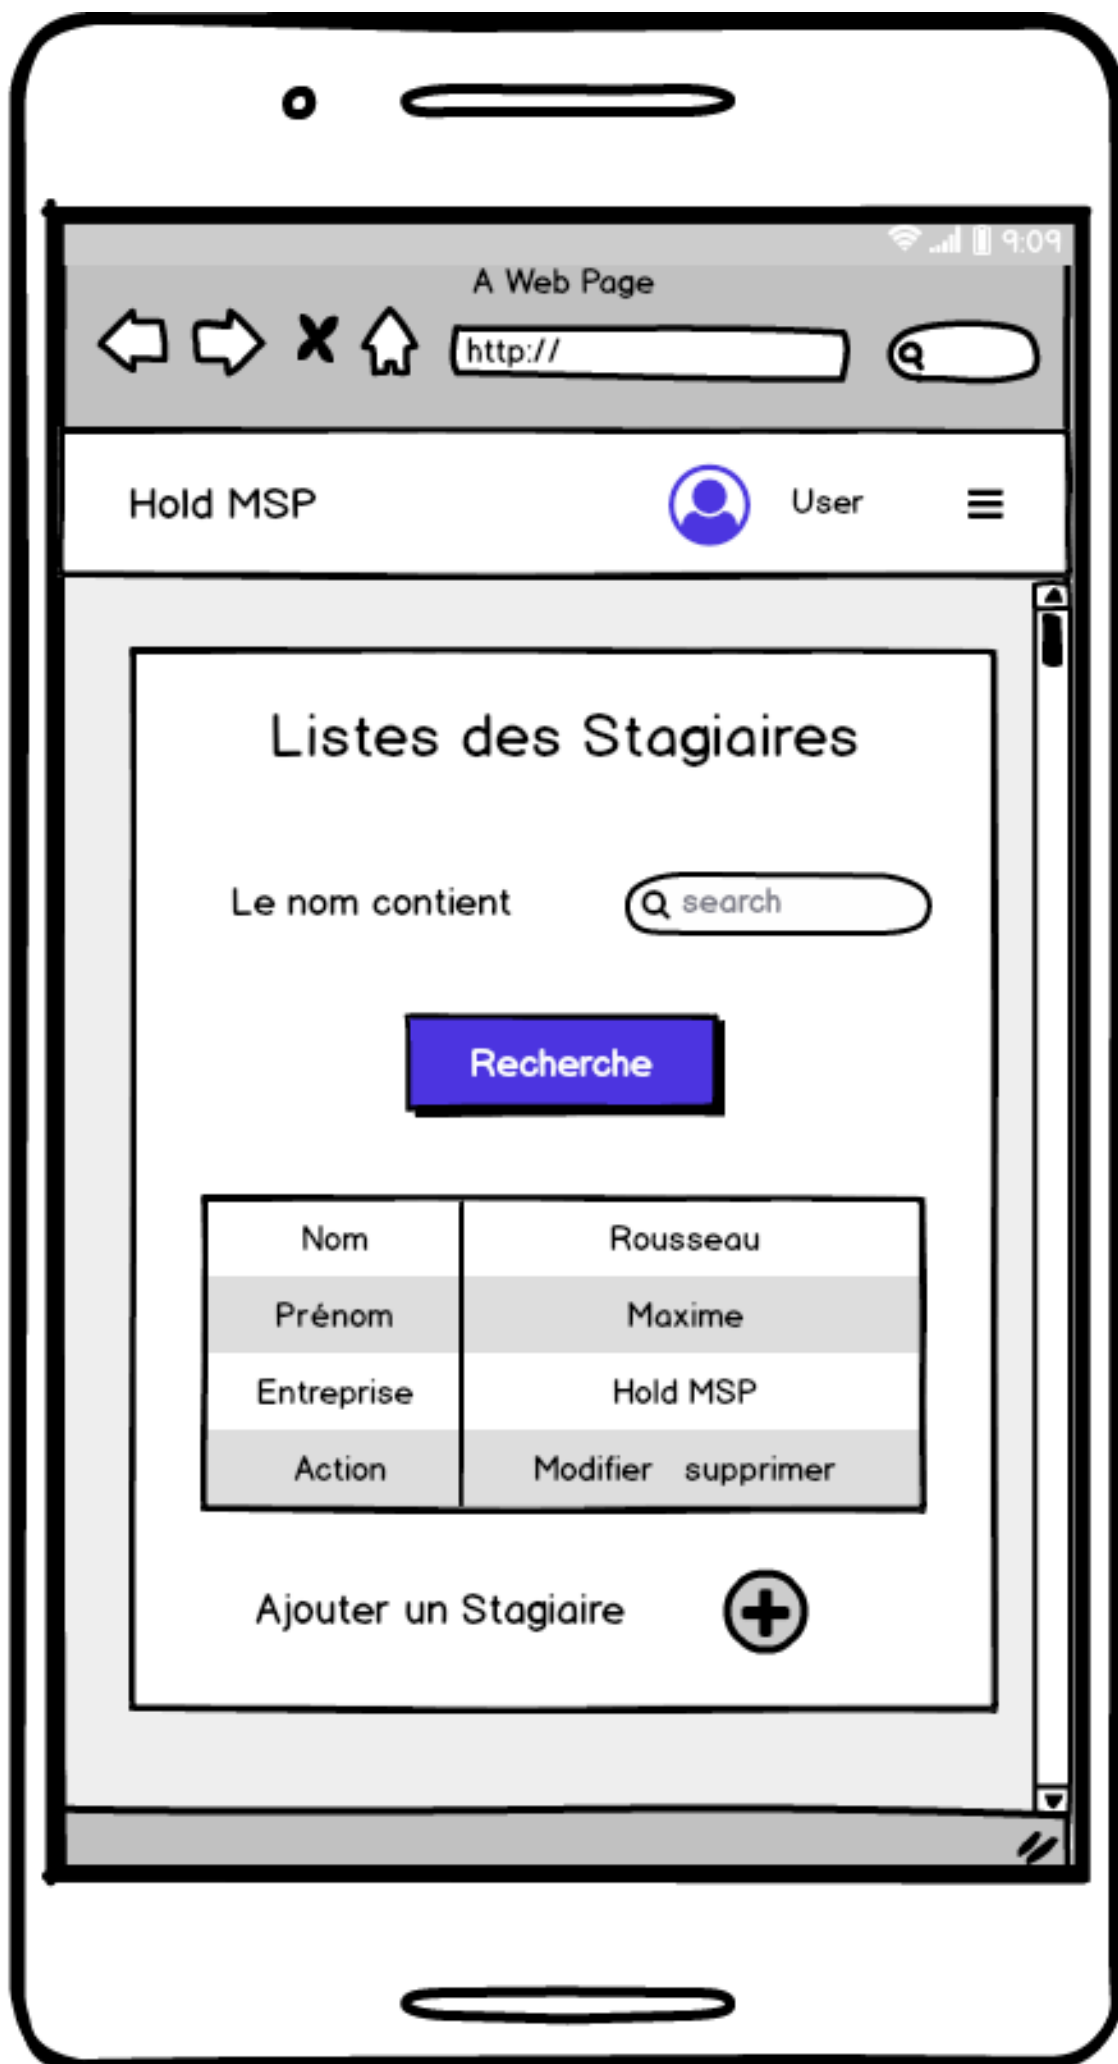 9:09
A Web Page
http://
Hold MSP User
Listes des Stagiaires
Le nom contient search
Recherche
Nom Rousseau
Prénom Maxime
Entreprise Hold MSP
Action Modifier supprimer
Ajouter un Stagiaire